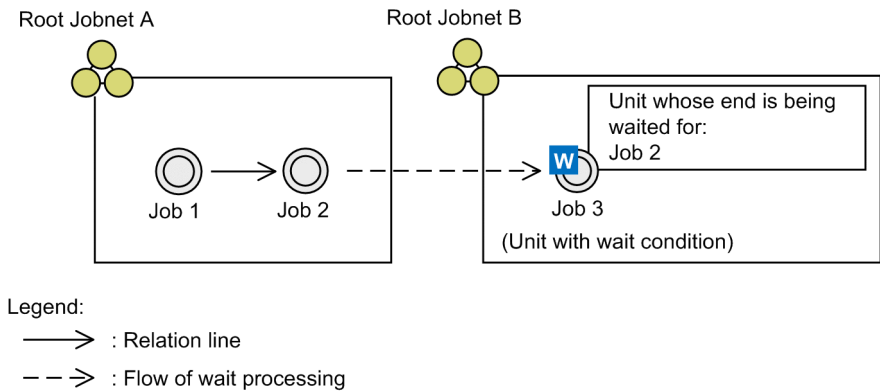 Root Jobnet A
Root Jobnet B
Unit whose end is being
waited for:
Job 2
W
Job 1
Job 2
Job 3
(Unit with wait condition)
Legend:
: Relation line
: Flow of wait processing